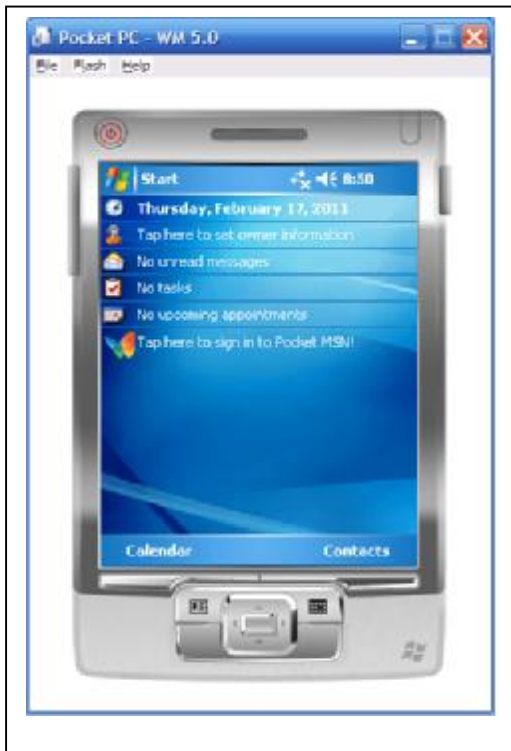 Pocket PC - WM 5.0
File Flash Help
Start 8:50
Thursday, February 17, 2011
Tap here to set owner information
No unread messages
No tasks
No upcoming appointments
Tap here to sign in to Pocket MSN!
Calendar Contacts